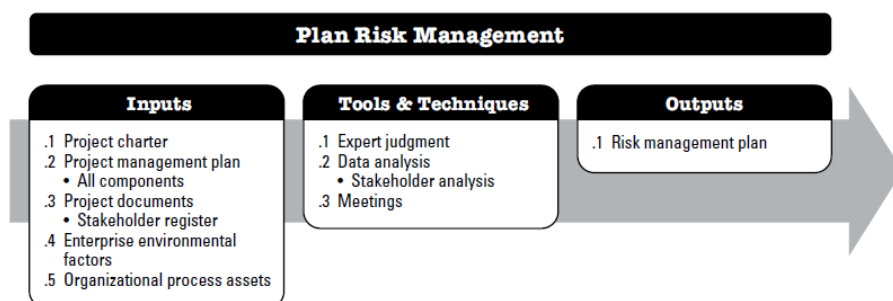 Plan Risk Management
Inputs
.1 Project charter
.2 Project management plan
• All components
.3 Project documents
• Stakeholder register
.4 Enterprise environmental
factors
.5 Organizational process assets
Tools & Techniques
.1 Expert judgment
.2 Data analysis
• Stakeholder analysis
.3 Meetings
Outputs
.1 Risk management plan